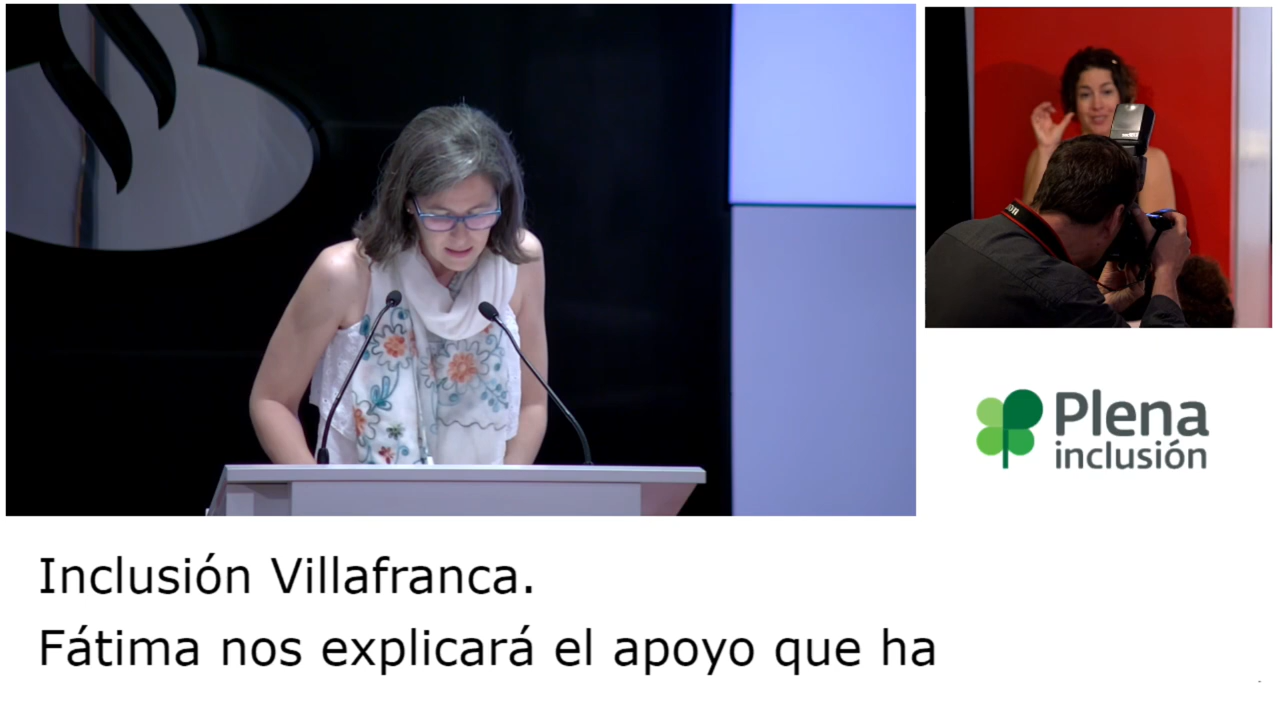 Plena
inclusión
Inclusión Villafranca.
Fátima nos explicará el apoyo que ha